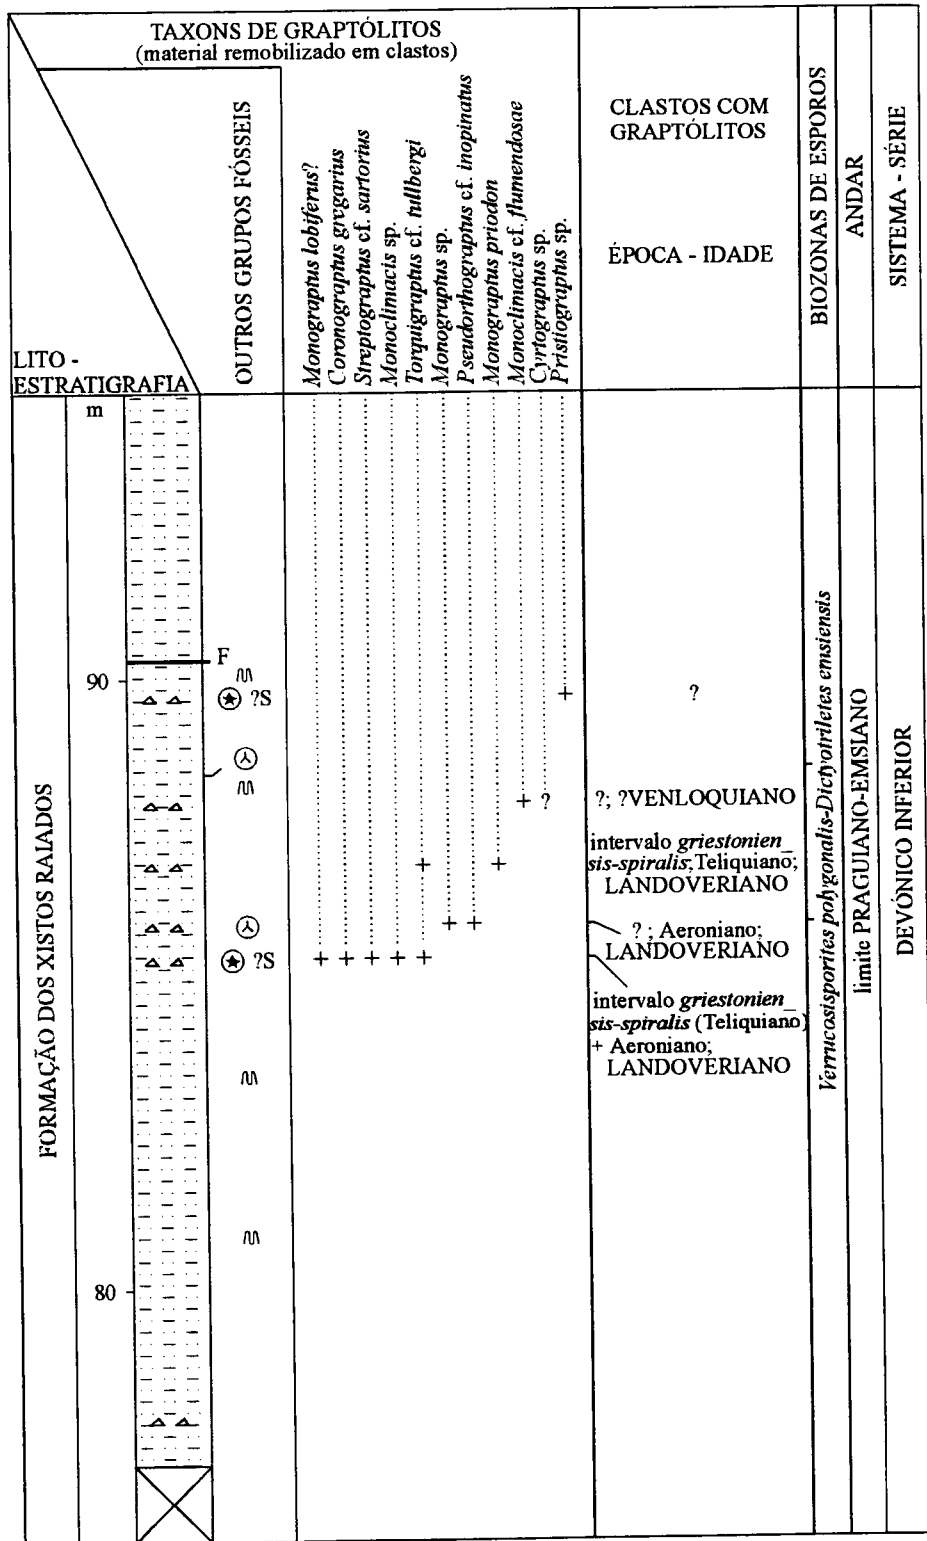 TAXONS DE GRAPTÓLITOS
(material remobilizado em clastos)
LITO -
ESTRATIGRAFIA
OUTROS GRUPOS FÓSSEIS
Monograptus lobiferus?
Coronograptus gregarius
Streptograptus cf. sartorius
Monoclimacis sp.
Torquigraptus cf. tullbergi
Monograptus sp.
Pseudorthograptus cf. inopinatus
Monograptus priodon
Monoclimacis cf. flumendosae
Cyrtograptus sp.
Pristiograptus sp.
CLASTOS COM
GRAPTÓLITOS
ÉPOCA - IDADE
BIOZONAS DE ESPOROS
ANDAR
SISTEMA - SÉRIE
m
F
90
?S
?
+
+ ?
?; ?VENLOQUIANO
+ +
intervalo griestonien_
sis-spiralis; Teliquiano;
LANDOVERIANO
+ +
? ; Aeroniano;
LANDOVERIANO
?S
+ + + + +
intervalo griestonien_
sis-spiralis (Teliquiano)
+ Aeroniano;
LANDOVERIANO
80
FORMAÇÃO DOS XISTOS RAIADOS
Verrucosisporites polygonalis-Dictyotriletes emsiensis
limite PRAGUIANO-EMSIANO
DEVÓNICO INFERIOR